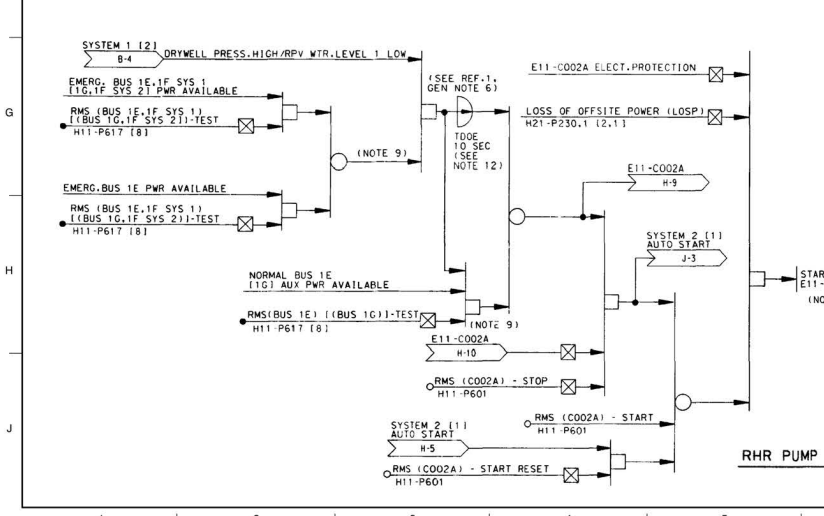 SYSTEM 1 [2]
B-4
DRYWELL PRESS.HIGH/RPV WTR.LEVEL 1 LOW
EMERG. BUS 1E,1F SYS 1
[1G,1F SYS 2] PWR AVAILABLE
RMS (BUS 1E,1F SYS 1)
[(BUS 1G,1F SYS 2)]-TEST
H11-P617 [8]
(NOTE 9)
(SEE REF.1,
GEN NOTE 6)
TDOE
10 SEC
(SEE
NOTE 12)
E11-C002A ELECT.PROTECTION
LOSS OF OFFSITE POWER (LOSP)
H21-P230.1 [2.1]
G
EMERG.BUS 1E PWR AVAILABLE
RMS (BUS 1E,1F SYS 1)
[(BUS 1G,1F SYS 2)]-TEST
H11-P617 [8]
E11-C002A
H-9
SYSTEM 2 [1]
AUTO START
J-3
H
NORMAL BUS 1E
[1G] AUX PWR AVAILABLE
RMS(BUS 1E) [(BUS 1G)]-TEST
H11-P617 [8]
(NOTE 9)
STAR
E11-
(NO
E11-C002A
H-10
RMS (C002A) - STOP
H11-P601
J
RMS (C002A) - START
H11-P601
SYSTEM 2 [1]
AUTO START
H-5
RMS (C002A) - START RESET
H11-P601
RHR PUMP